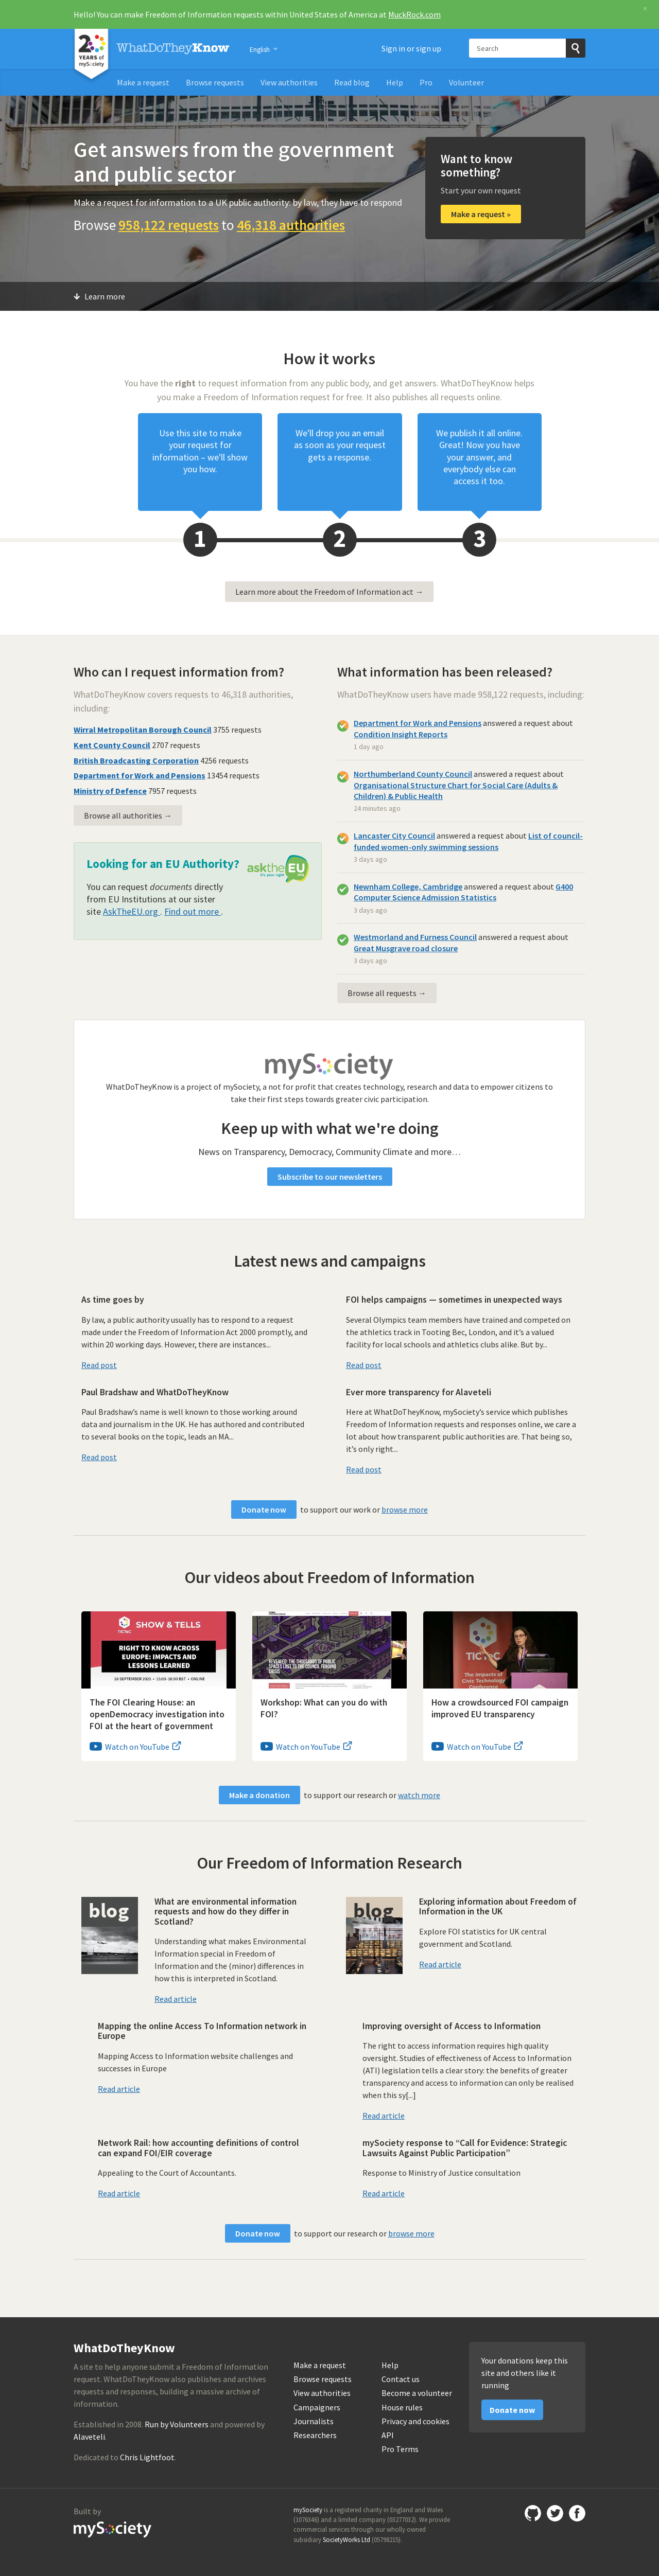 Hello! You can make Freedom of Information requests within United States of America at MuckRock.com
×
20
YEARS of
mySociety
WhatDoTheyKnow
English
Sign in or sign up
Search
Make a request
Browse requests
View authorities
Read blog
Help
Pro
Volunteer
Get answers from the government
and public sector
Make a request for information to a UK public authority: by law, they have to respond
Browse 958,122 requests to 46,318 authorities
Want to know
something?
Start your own request
Make a request »
Learn more
How it works
You have the right to request information from any public body, and get answers. WhatDoTheyKnow helps
you make a Freedom of Information request for free. It also publishes all requests online.
Use this site to make
your request for
information – we'll show
you how.
We'll drop you an email
as soon as your request
gets a response.
We publish it all online.
Great! Now you have
your answer, and
everybody else can
access it too.
1
2
3
Learn more about the Freedom of Information act →
Who can I request information from?
WhatDoTheyKnow covers requests to 46,318 authorities,
including:
Wirral Metropolitan Borough Council 3755 requests
Kent County Council 2707 requests
British Broadcasting Corporation 4256 requests
Department for Work and Pensions 13454 requests
Ministry of Defence 7957 requests
Browse all authorities →
Looking for an EU Authority?
asktheEU
it's your right
You can request documents directly
from EU Institutions at our sister
site AskTheEU.org . Find out more .
What information has been released?
WhatDoTheyKnow users have made 958,122 requests, including:
Department for Work and Pensions answered a request about
Condition Insight Reports
1 day ago
Northumberland County Council answered a request about
Organisational Structure Chart for Social Care (Adults &
Children) & Public Health
24 minutes ago
Lancaster City Council answered a request about List of council-
funded women-only swimming sessions
3 days ago
Newnham College, Cambridge answered a request about G400
Computer Science Admission Statistics
3 days ago
Westmorland and Furness Council answered a request about
Great Musgrave road closure
3 days ago
Browse all requests →
mySociety
WhatDoTheyKnow is a project of mySociety, a not for profit that creates technology, research and data to empower citizens to
take their first steps towards greater civic participation.
Keep up with what we're doing
News on Transparency, Democracy, Community Climate and more…
Subscribe to our newsletters
Latest news and campaigns
As time goes by
By law, a public authority usually has to respond to a request
made under the Freedom of Information Act 2000 promptly, and
within 20 working days. However, there are instances...
Read post
FOI helps campaigns — sometimes in unexpected ways
Several Olympics team members have trained and competed on
the athletics track in Tooting Bec, London, and it's a valued
facility for local schools and athletics clubs alike. But by...
Read post
Paul Bradshaw and WhatDoTheyKnow
Paul Bradshaw's name is well known to those working around
data and journalism in the UK. He has authored and contributed
to several books on the topic, leads an MA...
Read post
Ever more transparency for Alaveteli
Here at WhatDoTheyKnow, mySociety's service which publishes
Freedom of Information requests and responses online, we care a
lot about how transparent public authorities are. That being so,
it's only right...
Read post
Donate now to support our work or browse more
Our videos about Freedom of Information
TICTeC
SHOW & TELLS
RIGHT TO KNOW ACROSS
EUROPE: IMPACTS AND
LESSONS LEARNED
The FOI Clearing House: an
openDemocracy investigation into
FOI at the heart of government
Watch on YouTube
REVEALED: THE THOUSANDS OF PUBLIC
SPACES LOST TO THE COUNCIL FUNDING
CRISIS
Workshop: What can you do with
FOI?
Watch on YouTube
TICTeC
The Impacts of
Civic Technology
Conference
How a crowdsourced FOI campaign
improved EU transparency
Watch on YouTube
Make a donation to support our research or watch more
Our Freedom of Information Research
blog
What are environmental information
requests and how do they differ in
Scotland?
Understanding what makes Environmental
Information special in Freedom of
Information and the (minor) differences in
how this is interpreted in Scotland.
Read article
blog
Exploring information about Freedom of
Information in the UK
Explore FOI statistics for UK central
government and Scotland.
Read article
Mapping the online Access To Information network in
Europe
Mapping Access to Information website challenges and
successes in Europe
Read article
Improving oversight of Access to Information
The right to access information requires high quality
oversight. Studies of effectiveness of Access to Information
(ATI) legislation tells a clear story: the benefits of greater
transparency and access to information can only be realised
when this sy[...]
Read article
Network Rail: how accounting definitions of control
can expand FOI/EIR coverage
Appealing to the Court of Accountants.
Read article
mySociety response to “Call for Evidence: Strategic
Lawsuits Against Public Participation”
Response to Ministry of Justice consultation
Read article
Donate now to support our research or browse more
WhatDoTheyKnow
A site to help anyone submit a Freedom of Information
request. WhatDoTheyKnow also publishes and archives
requests and responses, building a massive archive of
information.
Established in 2008. Run by Volunteers and powered by
Alaveteli.
Dedicated to Chris Lightfoot.
Make a request
Browse requests
View authorities
Campaigners
Journalists
Researchers
Help
Contact us
Become a volunteer
House rules
Privacy and cookies
API
Pro Terms
Your donations keep this
site and others like it
running
Donate now
Built by
mySociety
mySociety is a registered charity in England and Wales
(1076346) and a limited company (03277032). We provide
commercial services through our wholly owned
subsidiary SocietyWorks Ltd (05798215).